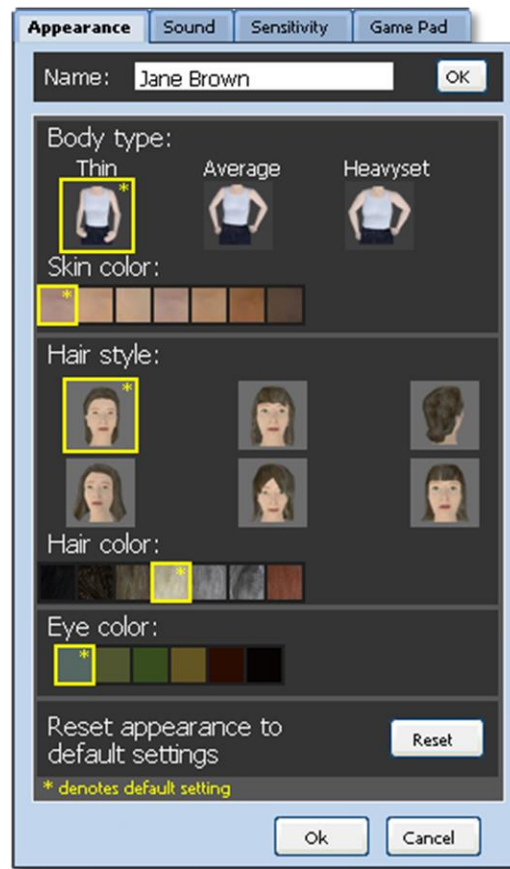 Appearance Sound Sensitivity Game Pad
Name: Jane Brown OK
Body type:
Thin Average Heavyset
*
Skin color:
*
Hair style:
*
Hair color:
*
Eye color:
*
Reset appearance to
default settings
Reset
* denotes default setting
Ok Cancel